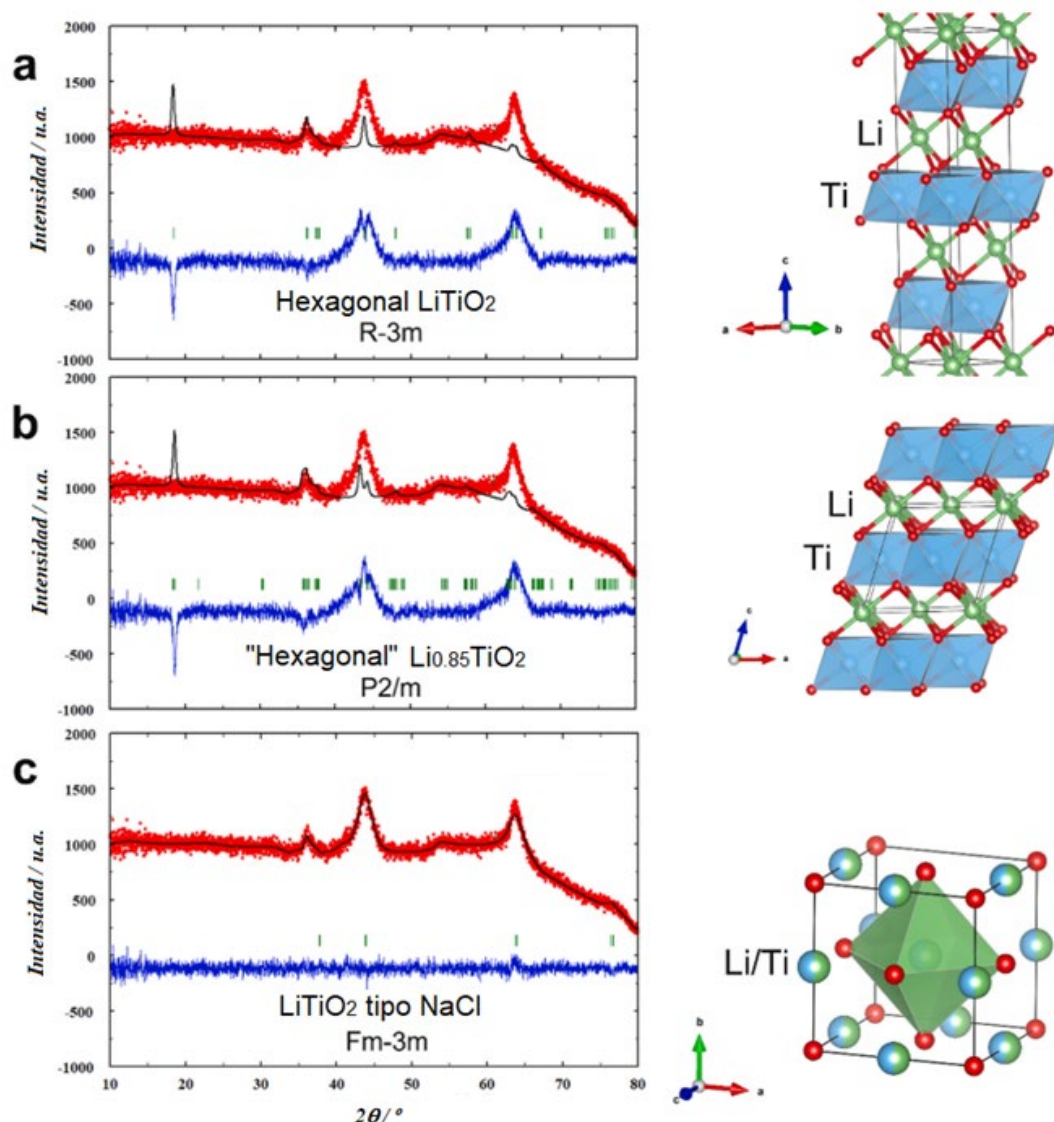 a
Intensidad / u.a.
2000
1500
1000
500
0
-500
-1000
Hexagonal LiTiO2
R-3m
Li
Ti
c
a
b
b
Intensidad / u.a.
2000
1500
1000
500
0
-500
-1000
"Hexagonal" Li0.85TiO2
P2/m
Li
Ti
c
a
c
Intensidad / u.a.
2000
1500
1000
500
0
-500
-1000
LiTiO2 tipo NaCl
Fm-3m
10 20 30 40 50 60 70 80
2θ / °
Li/Ti
b
c
a